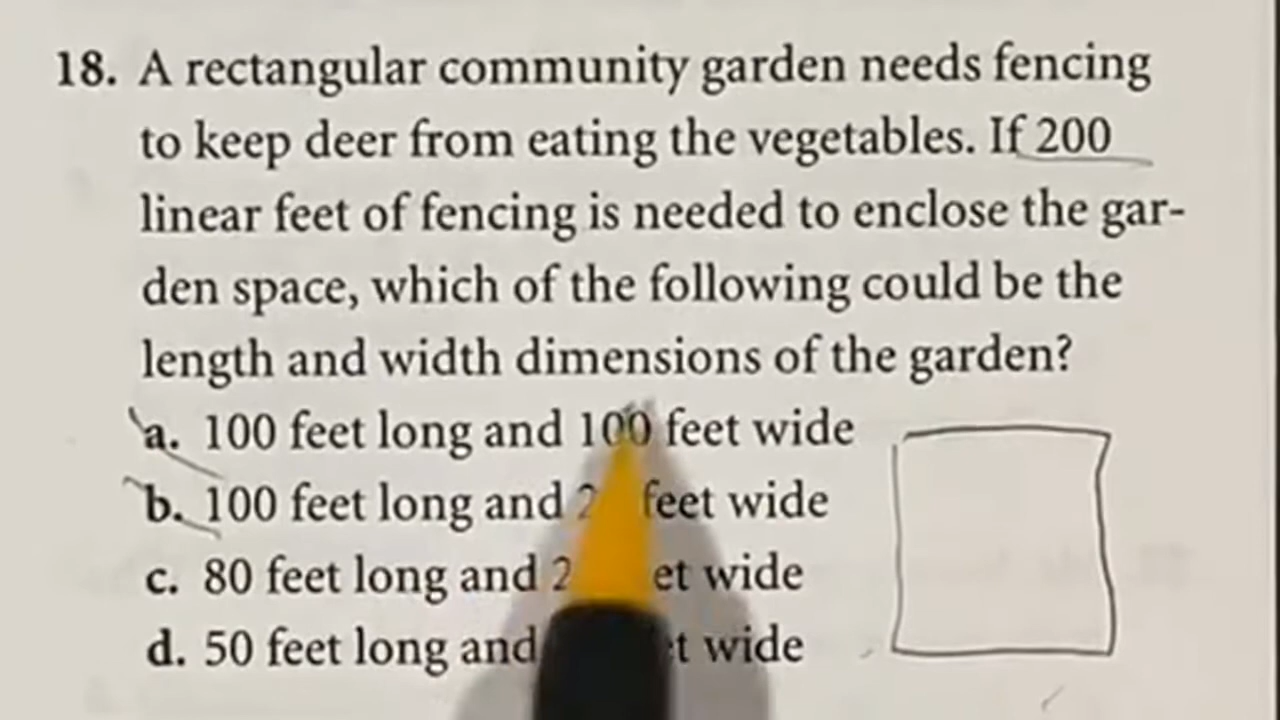 18. A rectangular community garden needs fencing
to keep deer from eating the vegetables. If 200
linear feet of fencing is needed to enclose the gar-
den space, which of the following could be the
length and width dimensions of the garden?
a. 100 feet long and 100 feet wide
b. 100 feet long and feet wide
c. 80 feet long and wide
d. 50 feet long and wide